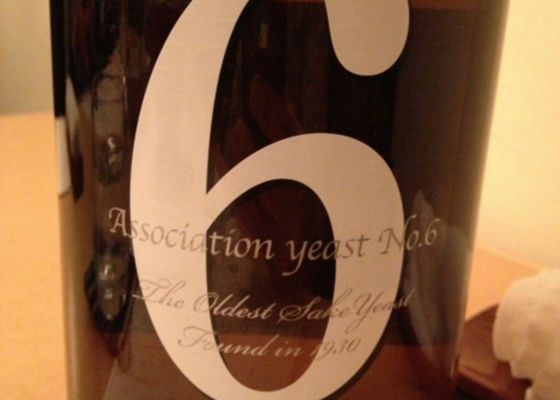 6
Association yeast No.6
The Oldest Sake Yeast
Found in 1930